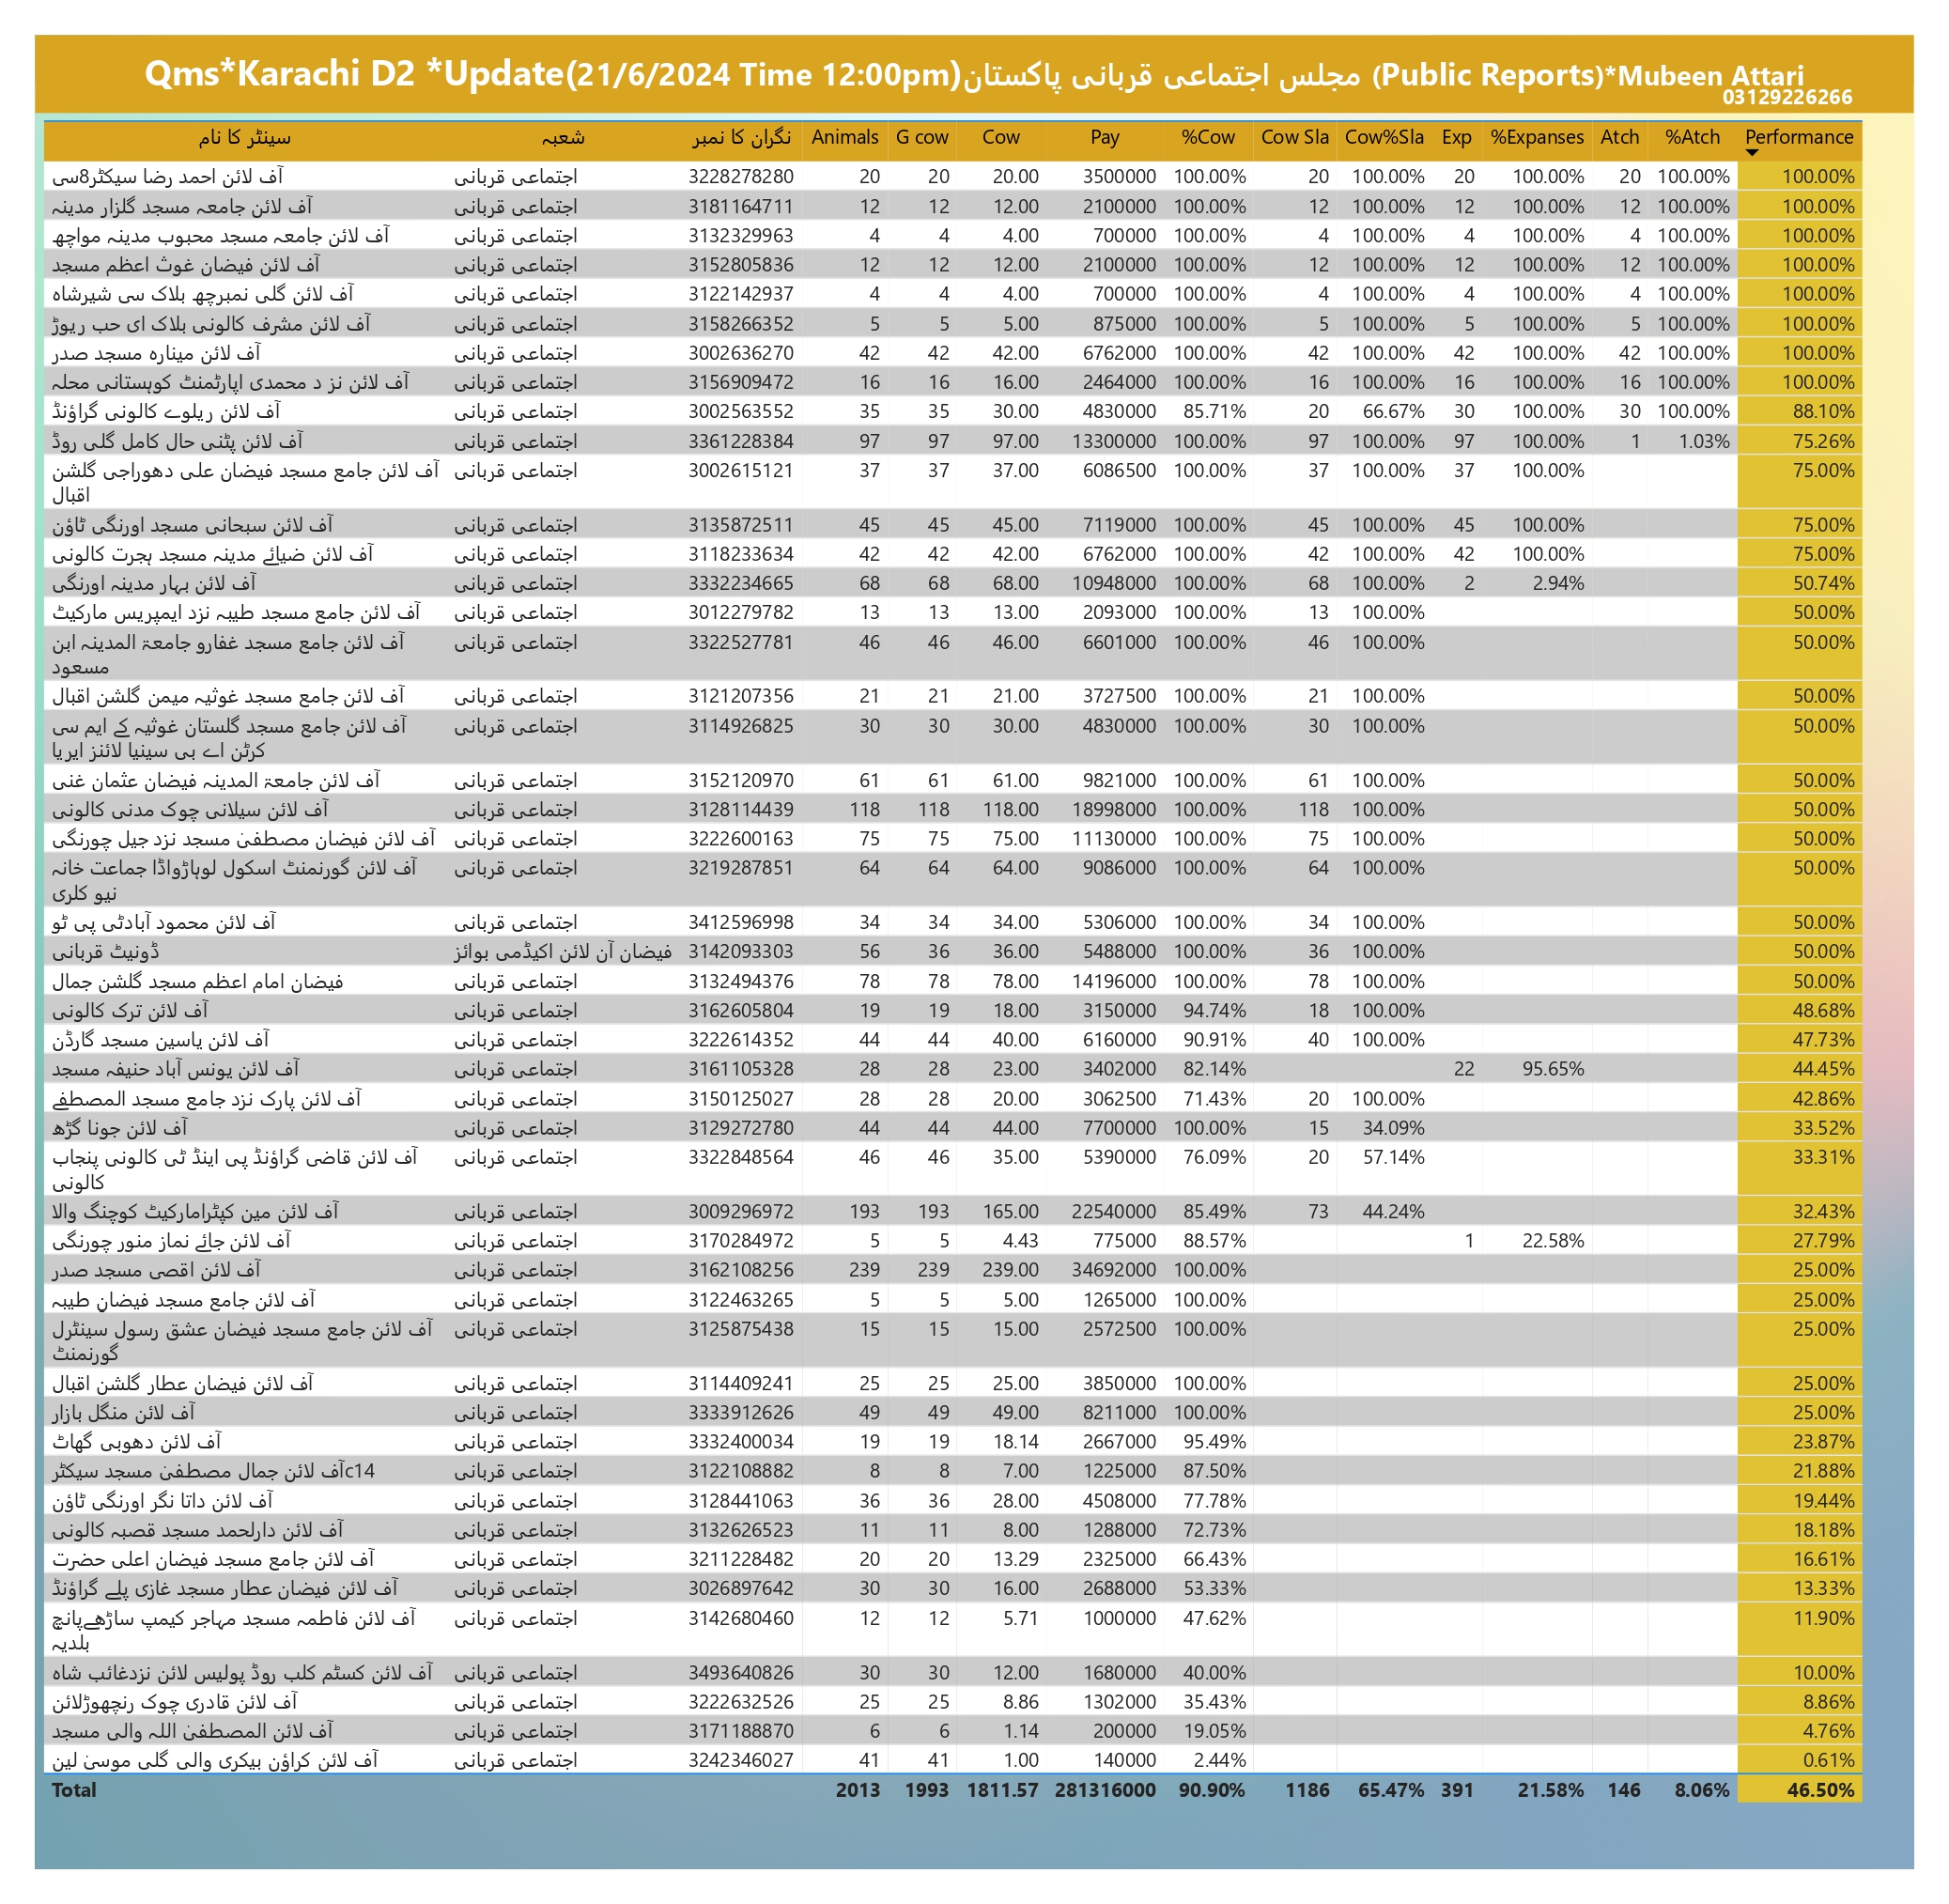 Qms*Karachi D2 *Update(21/6/2024 Time 12:00pm)مجلس اجتماعی قربانی پاکستان (Public Reports)*Mubeen Attari
03129226266
سینٹر کا نام شعبہ نگران کا نمبر Animals G cow Cow Pay %Cow Cow Sla Cow%Sla Exp %Expanses Atch %Atch Performance
آف لائن احمد رضا سیکٹر8سی اجتماعی قربانی 3228278280 20 20 20.00 3500000 100.00% 20 100.00% 20 100.00% 20 100.00% 100.00%
آف لائن جامعہ مسجد گلزار مدینہ اجتماعی قربانی 3181164711 12 12 12.00 2100000 100.00% 12 100.00% 12 100.00% 12 100.00% 100.00%
آف لائن جامعہ مسجد محبوب مدینہ مواچھ اجتماعی قربانی 3132329963 4 4 4.00 700000 100.00% 4 100.00% 4 100.00% 4 100.00% 100.00%
آف لائن فیضان غوث اعظم مسجد اجتماعی قربانی 3152805836 12 12 12.00 2100000 100.00% 12 100.00% 12 100.00% 12 100.00% 100.00%
آف لائن گلی نمبرچھ بلاک سی شیرشاہ اجتماعی قربانی 3122142937 4 4 4.00 700000 100.00% 4 100.00% 4 100.00% 4 100.00% 100.00%
آف لائن مشرف کالونی بلاک ای حب ریوڑ اجتماعی قربانی 3158266352 5 5 5.00 875000 100.00% 5 100.00% 5 100.00% 5 100.00% 100.00%
آف لائن مینارہ مسجد صدر اجتماعی قربانی 3002636270 42 42 42.00 6762000 100.00% 42 100.00% 42 100.00% 42 100.00% 100.00%
آف لائن نز د محمدی اپارٹمنٹ کوہستانی محلہ اجتماعی قربانی 3156909472 16 16 16.00 2464000 100.00% 16 100.00% 16 100.00% 16 100.00% 100.00%
آف لائن ریلوے کالونی گراؤنڈ اجتماعی قربانی 3002563552 35 35 30.00 4830000 85.71% 20 66.67% 30 100.00% 30 100.00% 88.10%
آف لائن پٹنی حال کامل گلی روڈ اجتماعی قربانی 3361228384 97 97 97.00 13300000 100.00% 97 100.00% 97 100.00% 1 1.03% 75.26%
آف لائن جامع مسجد فیضان علی دھوراجی گلشن اجتماعی قربانی 3002615121 37 37 37.00 6086500 100.00% 37 100.00% 37 100.00% 75.00%
اقبال
آف لائن سبحانی مسجد اورنگی ٹاؤن اجتماعی قربانی 3135872511 45 45 45.00 7119000 100.00% 45 100.00% 45 100.00% 75.00%
آف لائن ضیائے مدینہ مسجد ہجرت کالونی اجتماعی قربانی 3118233634 42 42 42.00 6762000 100.00% 42 100.00% 42 100.00% 75.00%
آف لائن بہار مدینہ اورنگی اجتماعی قربانی 3332234665 68 68 68.00 10948000 100.00% 68 100.00% 2 2.94% 50.74%
آف لائن جامع مسجد طیبہ نزد ایمپریس مارکیٹ اجتماعی قربانی 3012279782 13 13 13.00 2093000 100.00% 13 100.00% 50.00%
آف لائن جامع مسجد غفارو جامعۃ المدینہ ابن اجتماعی قربانی 3322527781 46 46 46.00 6601000 100.00% 46 100.00% 50.00%
مسعود
آف لائن جامع مسجد غوثیہ میمن گلشن اقبال اجتماعی قربانی 3121207356 21 21 21.00 3727500 100.00% 21 100.00% 50.00%
آف لائن جامع مسجد گلستان غوثیہ کے ایم سی اجتماعی قربانی 3114926825 30 30 30.00 4830000 100.00% 30 100.00% 50.00%
کرٹن اے بی سینیا لائنز ایریا
آف لائن جامعۃ المدینہ فیضان عثمان غنی اجتماعی قربانی 3152120970 61 61 61.00 9821000 100.00% 61 100.00% 50.00%
آف لائن سیلانی چوک مدنی کالونی اجتماعی قربانی 3128114439 118 118 118.00 18998000 100.00% 118 100.00% 50.00%
آف لائن فیضان مصطفیٰ مسجد نزد جیل چورنگی اجتماعی قربانی 3222600163 75 75 75.00 11130000 100.00% 75 100.00% 50.00%
آف لائن گورنمنٹ اسکول لوہاڑواڈا جماعت خانہ اجتماعی قربانی 3219287851 64 64 64.00 9086000 100.00% 64 100.00% 50.00%
نیو کلری
آف لائن محمود آبادٹی پی ٹو اجتماعی قربانی 3412596998 34 34 34.00 5306000 100.00% 34 100.00% 50.00%
ڈونیٹ قربانی فیضان آن لائن اکیڈمی بوائز 3142093303 56 36 36.00 5488000 100.00% 36 100.00% 50.00%
فیضان امام اعظم مسجد گلشن جمال اجتماعی قربانی 3132494376 78 78 78.00 14196000 100.00% 78 100.00% 50.00%
آف لائن ترک کالونی اجتماعی قربانی 3162605804 19 19 18.00 3150000 94.74% 18 100.00% 48.68%
آف لائن یاسین مسجد گارڈن اجتماعی قربانی 3222614352 44 44 40.00 6160000 90.91% 40 100.00% 47.73%
آف لائن یونس آباد حنیفہ مسجد اجتماعی قربانی 3161105328 28 28 23.00 3402000 82.14% 22 95.65% 44.45%
آف لائن پارک نزد جامع مسجد المصطفے اجتماعی قربانی 3150125027 28 28 20.00 3062500 71.43% 20 100.00% 42.86%
آف لائن جونا گڑھ اجتماعی قربانی 3129272780 44 44 44.00 7700000 100.00% 15 34.09% 33.52%
آف لائن قاضی گراؤنڈ پی اینڈ ٹی کالونی پنجاب اجتماعی قربانی 3322848564 46 46 35.00 5390000 76.09% 20 57.14% 33.31%
کالونی
آف لائن مین کپڑامارکیٹ کوچنگ والا اجتماعی قربانی 3009296972 193 193 165.00 22540000 85.49% 73 44.24% 32.43%
آف لائن جائے نماز منور چورنگی اجتماعی قربانی 3170284972 5 5 4.43 775000 88.57% 1 22.58% 27.79%
آف لائن اقصی مسجد صدر اجتماعی قربانی 3162108256 239 239 239.00 34692000 100.00% 25.00%
آف لائن جامع مسجد فیضان طیبہ اجتماعی قربانی 3122463265 5 5 5.00 1265000 100.00% 25.00%
آف لائن جامع مسجد فیضان عشق رسول سینٹرل اجتماعی قربانی 3125875438 15 15 15.00 2572500 100.00% 25.00%
گورنمنٹ
آف لائن فیضان عطار گلشن اقبال اجتماعی قربانی 3114409241 25 25 25.00 3850000 100.00% 25.00%
آف لائن منگل بازار اجتماعی قربانی 3333912626 49 49 49.00 8211000 100.00% 25.00%
آف لائن دھوبی گھاٹ اجتماعی قربانی 3332400034 19 19 18.14 2667000 95.49% 23.87%
آف لائن جمال مصطفیٰ مسجد سیکٹرc14 اجتماعی قربانی 3122108882 8 8 7.00 1225000 87.50% 21.88%
آف لائن داتا نگر اورنگی ٹاؤن اجتماعی قربانی 3128441063 36 36 28.00 4508000 77.78% 19.44%
آف لائن دارلحمد مسجد قصبہ کالونی اجتماعی قربانی 3132626523 11 11 8.00 1288000 72.73% 18.18%
آف لائن جامع مسجد فیضان اعلی حضرت اجتماعی قربانی 3211228482 20 20 13.29 2325000 66.43% 16.61%
آف لائن فیضان عطار مسجد غازی پلے گراؤنڈ اجتماعی قربانی 3026897642 30 30 16.00 2688000 53.33% 13.33%
آف لائن فاطمہ مسجد مہاجر کیمپ ساڑھےپانچ اجتماعی قربانی 3142680460 12 12 5.71 1000000 47.62% 11.90%
بلدیہ
آف لائن کسٹم کلب روڈ پولیس لائن نزدغائب شاہ اجتماعی قربانی 3493640826 30 30 12.00 1680000 40.00% 10.00%
آف لائن قادری چوک رنچھوڑلائن اجتماعی قربانی 3222632526 25 25 8.86 1302000 35.43% 8.86%
آف لائن المصطفیٰ اللہ والی مسجد اجتماعی قربانی 3171188870 6 6 1.14 200000 19.05% 4.76%
آف لائن کراؤن بیکری والی گلی موسیٰ لین اجتماعی قربانی 3242346027 41 41 1.00 140000 2.44% 0.61%
Total 2013 1993 1811.57 281316000 90.90% 1186 65.47% 391 21.58% 146 8.06% 46.50%